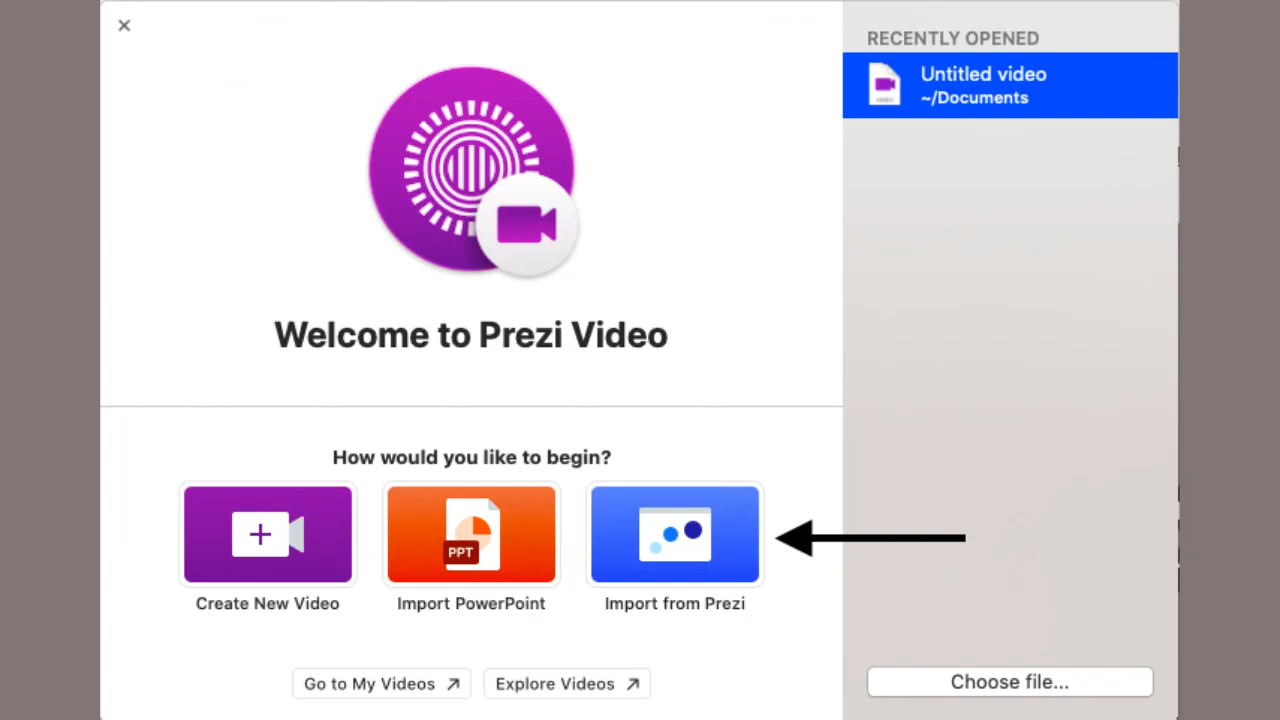 RECENTLY OPENED
Untitled video
~/Documents
Welcome to Prezi Video
How would you like to begin?
PPT
Create New Video
Import PowerPoint
Import from Prezi
Go to My Videos
Explore Videos
Choose file...